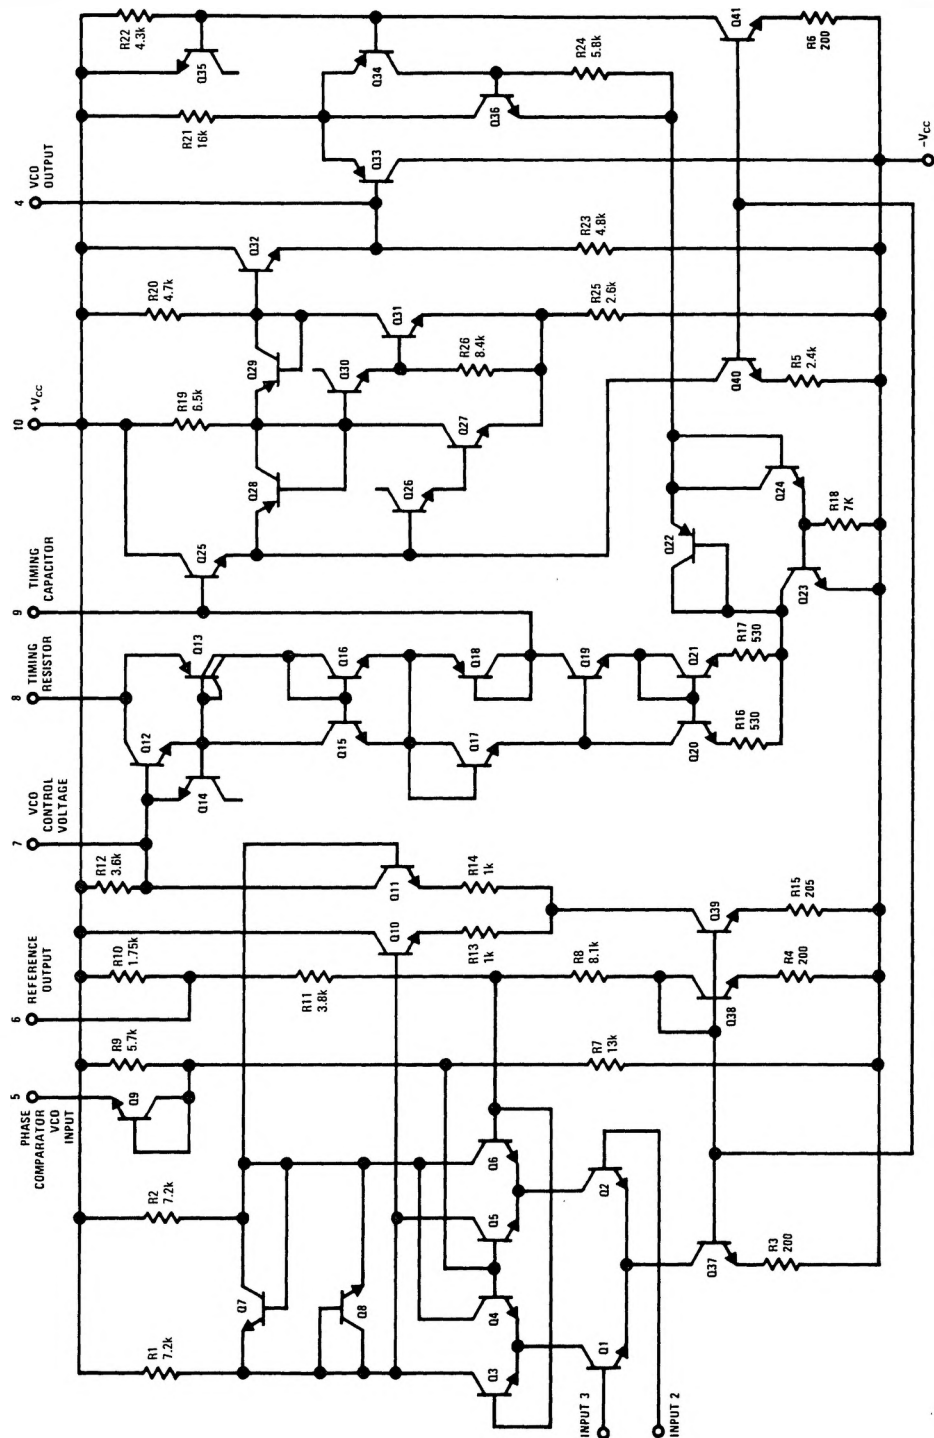 5
PHASE
COMPARATOR
VCO
INPUT
6
REFERENCE
OUTPUT
7
VCO
CONTROL
VOLTAGE
8
TIMING
RESISTOR
9
TIMING
CAPACITOR
10
+VCC
4
VCO
OUTPUT
R1
7.2k
R2
7.2k
R9
5.7k
R10
1.75k
R12
3.6k
R19
6.5k
R20
4.7k
R21
16k
R22
4.3k
Q9
Q7
Q8
R11
3.8k
Q10
Q11
R13
1k
R14
1k
Q12
Q13
Q14
Q15
Q16
Q17
Q18
Q19
Q20
Q21
R16
530
R17
530
Q25
Q28
Q29
Q26
Q30
Q27
Q31
R26
8.4k
Q32
Q33
Q34
Q35
Q36
R24
5.8k
R23
4.8k
R25
2.6k
Q3
Q4
Q5
Q6
Q1
Q2
INPUT 3
INPUT 2
R7
13k
R8
8.1k
Q37
Q38
Q39
R3
200
R4
200
R15
205
Q22
Q23
Q24
R18
7K
Q40
R5
2.4k
Q41
R6
200
-VCC